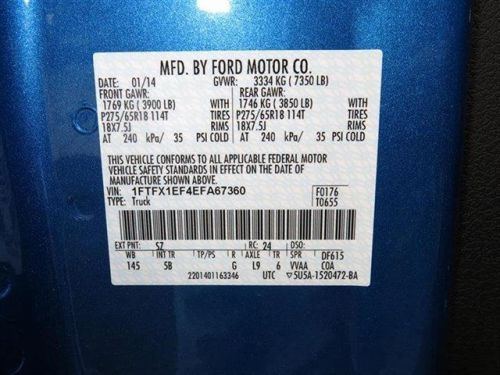 MFD. BY FORD MOTOR CO.
DATE: 01/14 GVWR: 3334 KG ( 7350 LB)
FRONT GAWR: REAR GAWR:
1769 KG ( 3900 LB) WITH 1746 KG ( 3850 LB) WITH
P275/65R18 114T TIRES P275/65R18 114T TIRES
18X7.5J RIMS 18X7.5J RIMS
AT 240 kPa/ 35 PSI COLD AT 240 kPa/ 35 PSI COLD
THIS VEHICLE CONFORMS TO ALL APPLICABLE FEDERAL MOTOR
VEHICLE SAFETY STANDARDS IN EFFECT ON THE DATE OF
MANUFACTURE SHOWN ABOVE.
VIN: 1FTFX1EF4EFA67360 F0176
TYPE: Truck T0655
EXT PNT: SZ RC: 24 DSO:
WB INT TR TP/PS R AXLE TR SPR DF615
145 SB G L9 6 VVAA COA
2201401163346 UTC ▽5U5A-1520472-BA